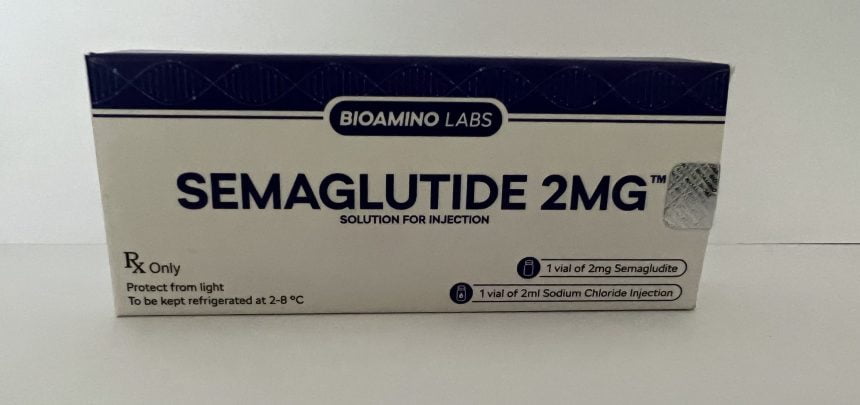 BIOAMINO LABS
SEMAGLUTIDE 2MG™
SOLUTION FOR INJECTION
Rx Only
Protect from light
To be kept refrigerated at 2-8 °C
1 vial of 2mg Semagludite
1 vial of 2ml Sodium Chloride Injection